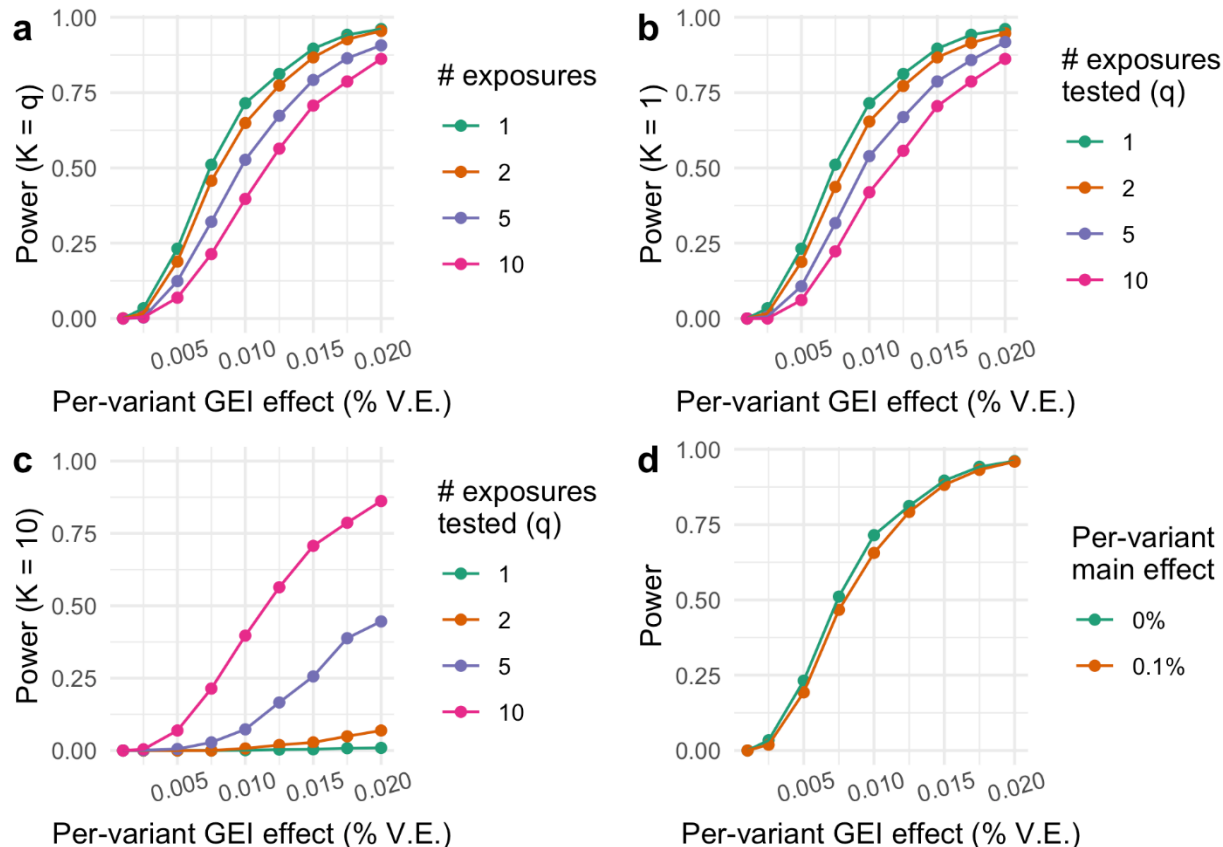 a
Power (K = q)
1.00
0.75
0.50
0.25
0.00
0.005
0.010
0.015
0.020
Per-variant GEI effect (% V.E.)
# exposures
1
2
5
10
b
Power (K = 1)
1.00
0.75
0.50
0.25
0.00
0.005
0.010
0.015
0.020
Per-variant GEI effect (% V.E.)
# exposures
tested (q)
1
2
5
10
c
Power (K = 10)
1.00
0.75
0.50
0.25
0.00
0.005
0.010
0.015
0.020
Per-variant GEI effect (% V.E.)
# exposures
tested (q)
1
2
5
10
d
Power
1.00
0.75
0.50
0.25
0.00
0.005
0.010
0.015
0.020
Per-variant GEI effect (% V.E.)
Per-variant
main effect
0%
0.1%